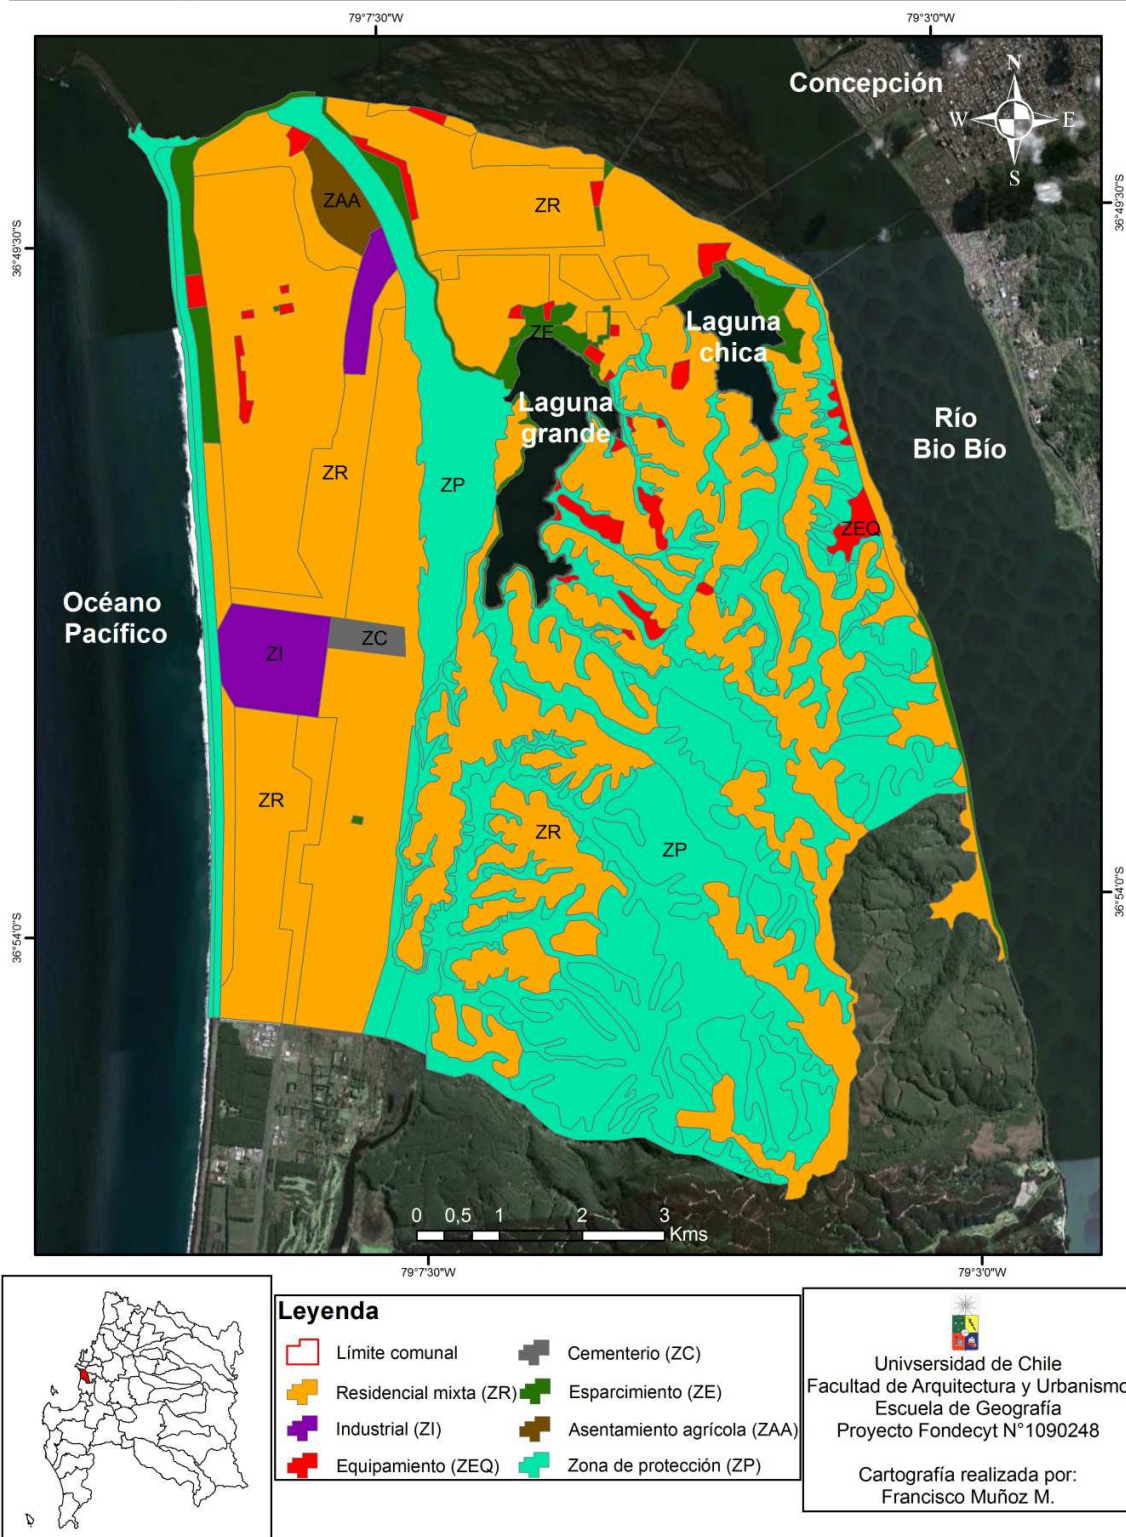 79°7'30"W
79°3'0"W
Concepción
N
W
E
S
36°49'30"S
36°49'30"S
ZAA
ZR
Laguna
chica
ZE
Laguna
grande
Río
Bio Bío
ZR
ZP
ZEQ
Océano
Pacífico
ZI
ZC
ZR
ZR
ZP
36°54'0"S
36°54'0"S
0 0,5 1 2 3
Kms
79°7'30"W
79°3'0"W
Leyenda
Límite comunal
Cementerio (ZC)
Residencial mixta (ZR)
Esparcimiento (ZE)
Industrial (ZI)
Asentamiento agrícola (ZAA)
Equipamiento (ZEQ)
Zona de protección (ZP)
Univsersidad de Chile
Facultad de Arquitectura y Urbanismo
Escuela de Geografía
Proyecto Fondecyt N°1090248
Cartografía realizada por:
Francisco Muñoz M.